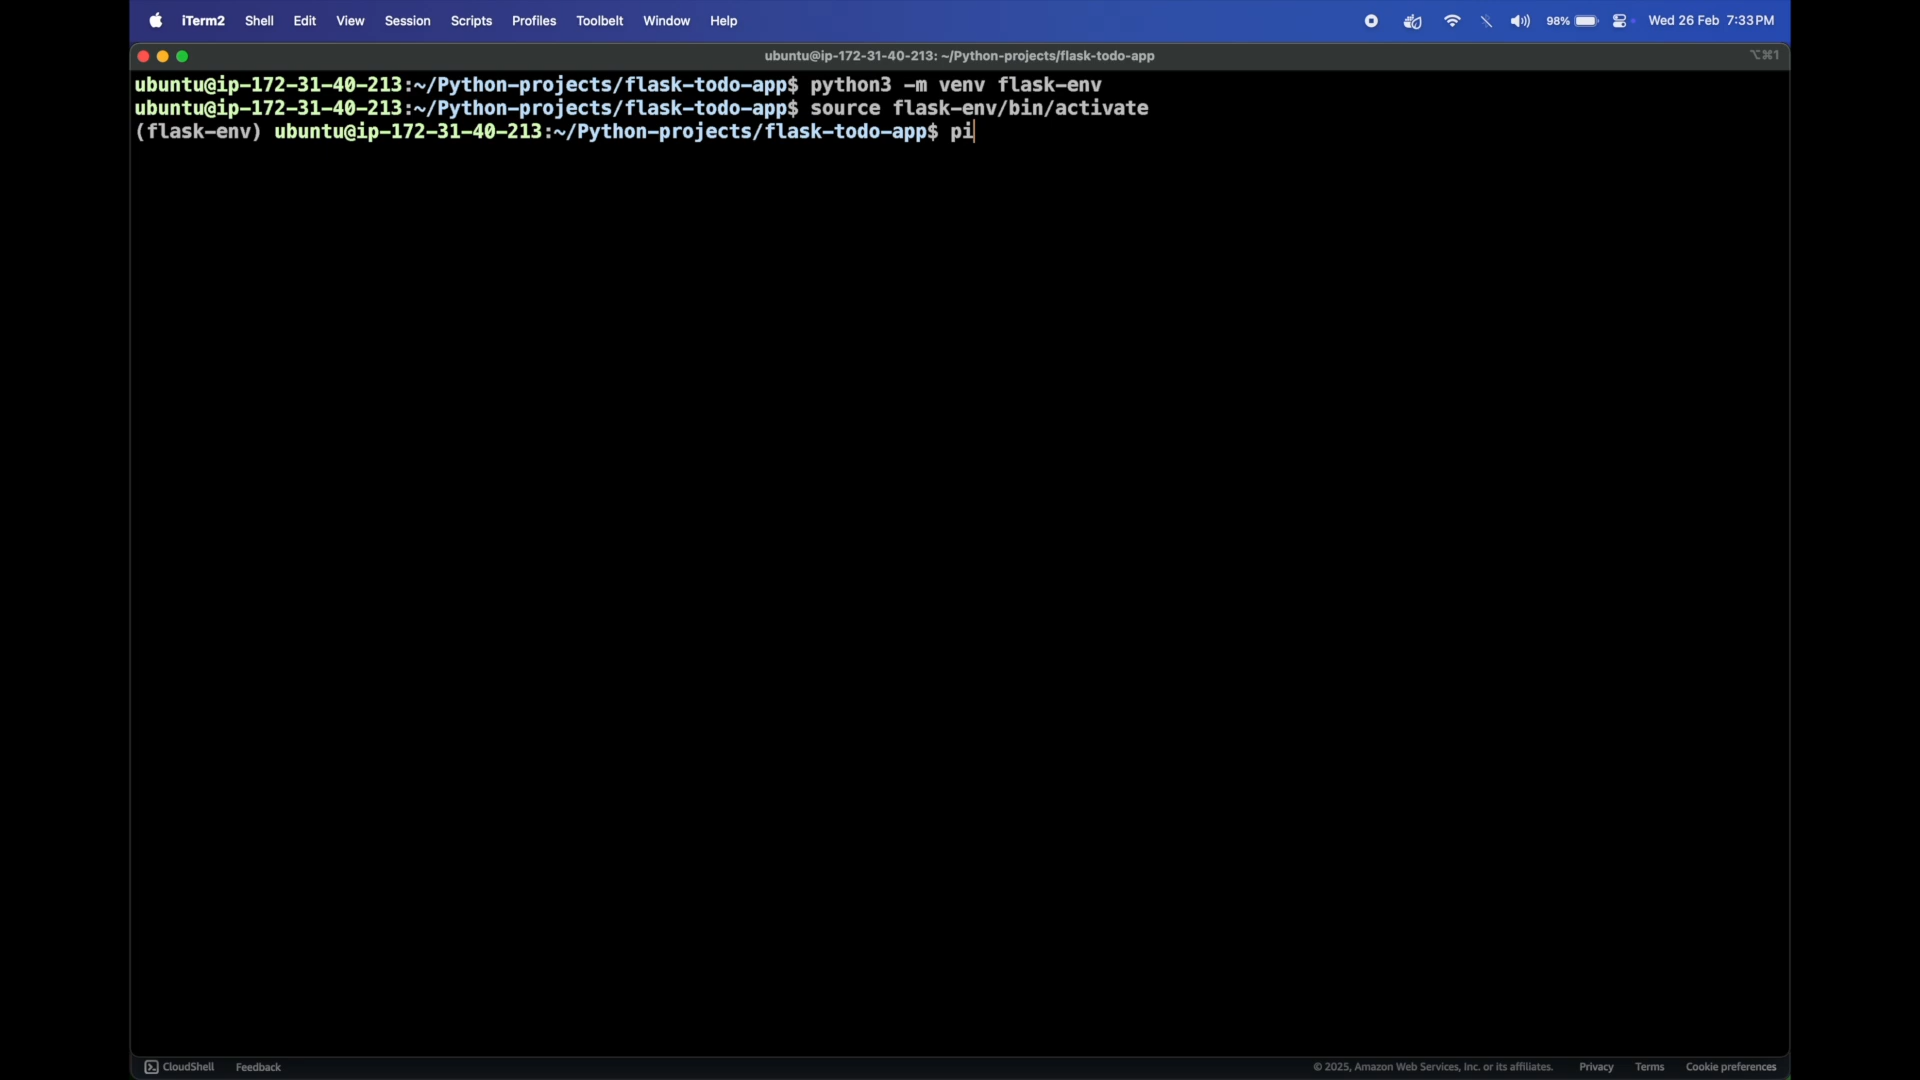 iTerm2 Shell Edit View Session Scripts Profiles Toolbelt Window Help 98% Wed 26 Feb 7:33 PM
ubuntu@ip-172-31-40-213: ~/Python-projects/flask-todo-app ⌥⌘1
ubuntu@ip-172-31-40-213:~/Python-projects/flask-todo-app$ python3 -m venv flask-env
ubuntu@ip-172-31-40-213:~/Python-projects/flask-todo-app$ source flask-env/bin/activate
(flask-env) ubuntu@ip-172-31-40-213:~/Python-projects/flask-todo-app$ pi
CloudShell Feedback © 2025, Amazon Web Services, Inc. or its affiliates. Privacy Terms Cookie preferences